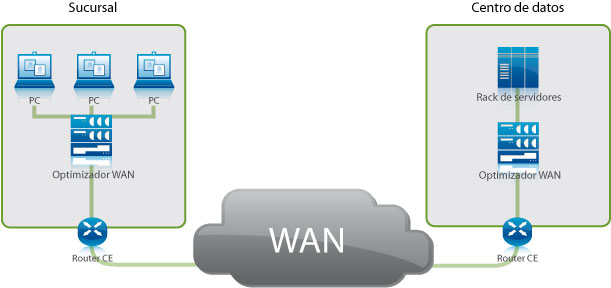 Sucursal
PC
PC
PC
Optimizador WAN
Router CE
WAN
Centro de datos
Rack de servidores
Optimizador WAN
Router CE